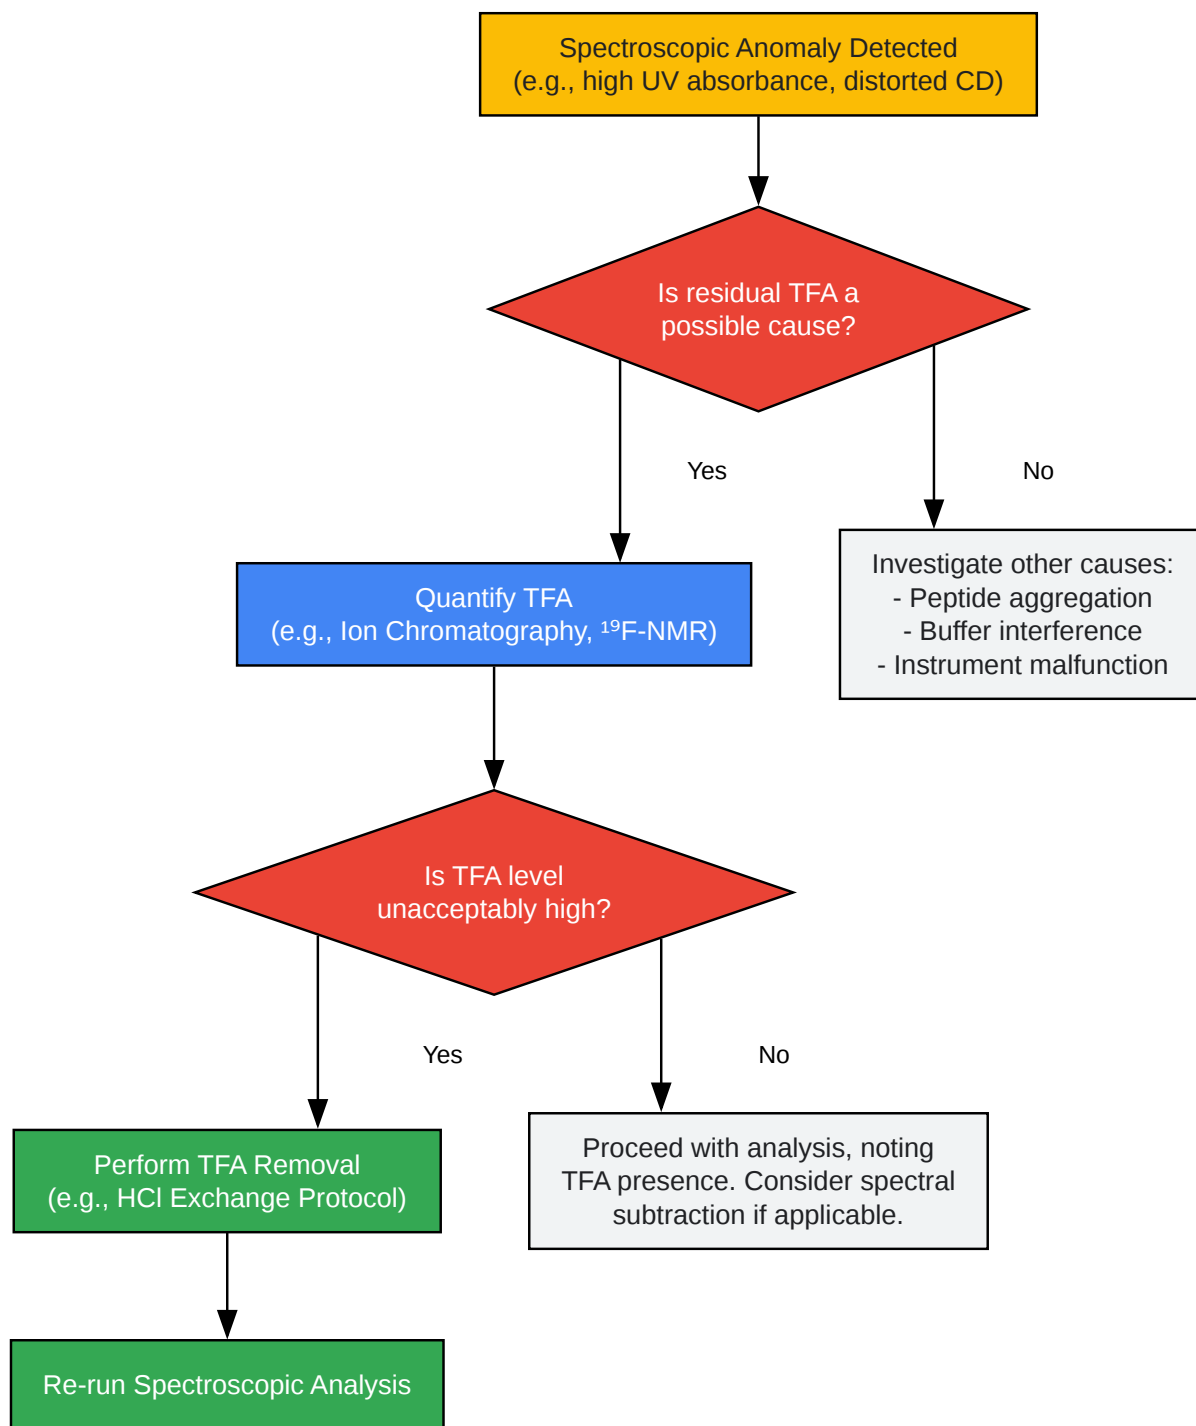 Spectroscopic Anomaly Detected
(e.g., high UV absorbance, distorted CD)
Is residual TFA a
possible cause?
Yes
No
Investigate other causes:
- Peptide aggregation
- Buffer interference
- Instrument malfunction
Quantify TFA
(e.g., Ion Chromatography, ¹⁹F-NMR)
Is TFA level
unacceptably high?
Yes
No
Perform TFA Removal
(e.g., HCl Exchange Protocol)
Proceed with analysis, noting
TFA presence. Consider spectral
subtraction if applicable.
Re-run Spectroscopic Analysis